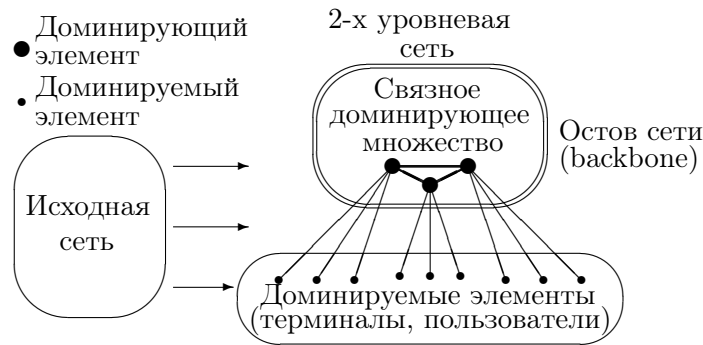 Доминирующий
элемент
Доминируемый
элемент
Исходная
сеть
2-х уровневая
сеть
Связное
доминирующее
множество
Остов сети
(backbone)
Доминируемые элементы
(терминалы, пользователи)